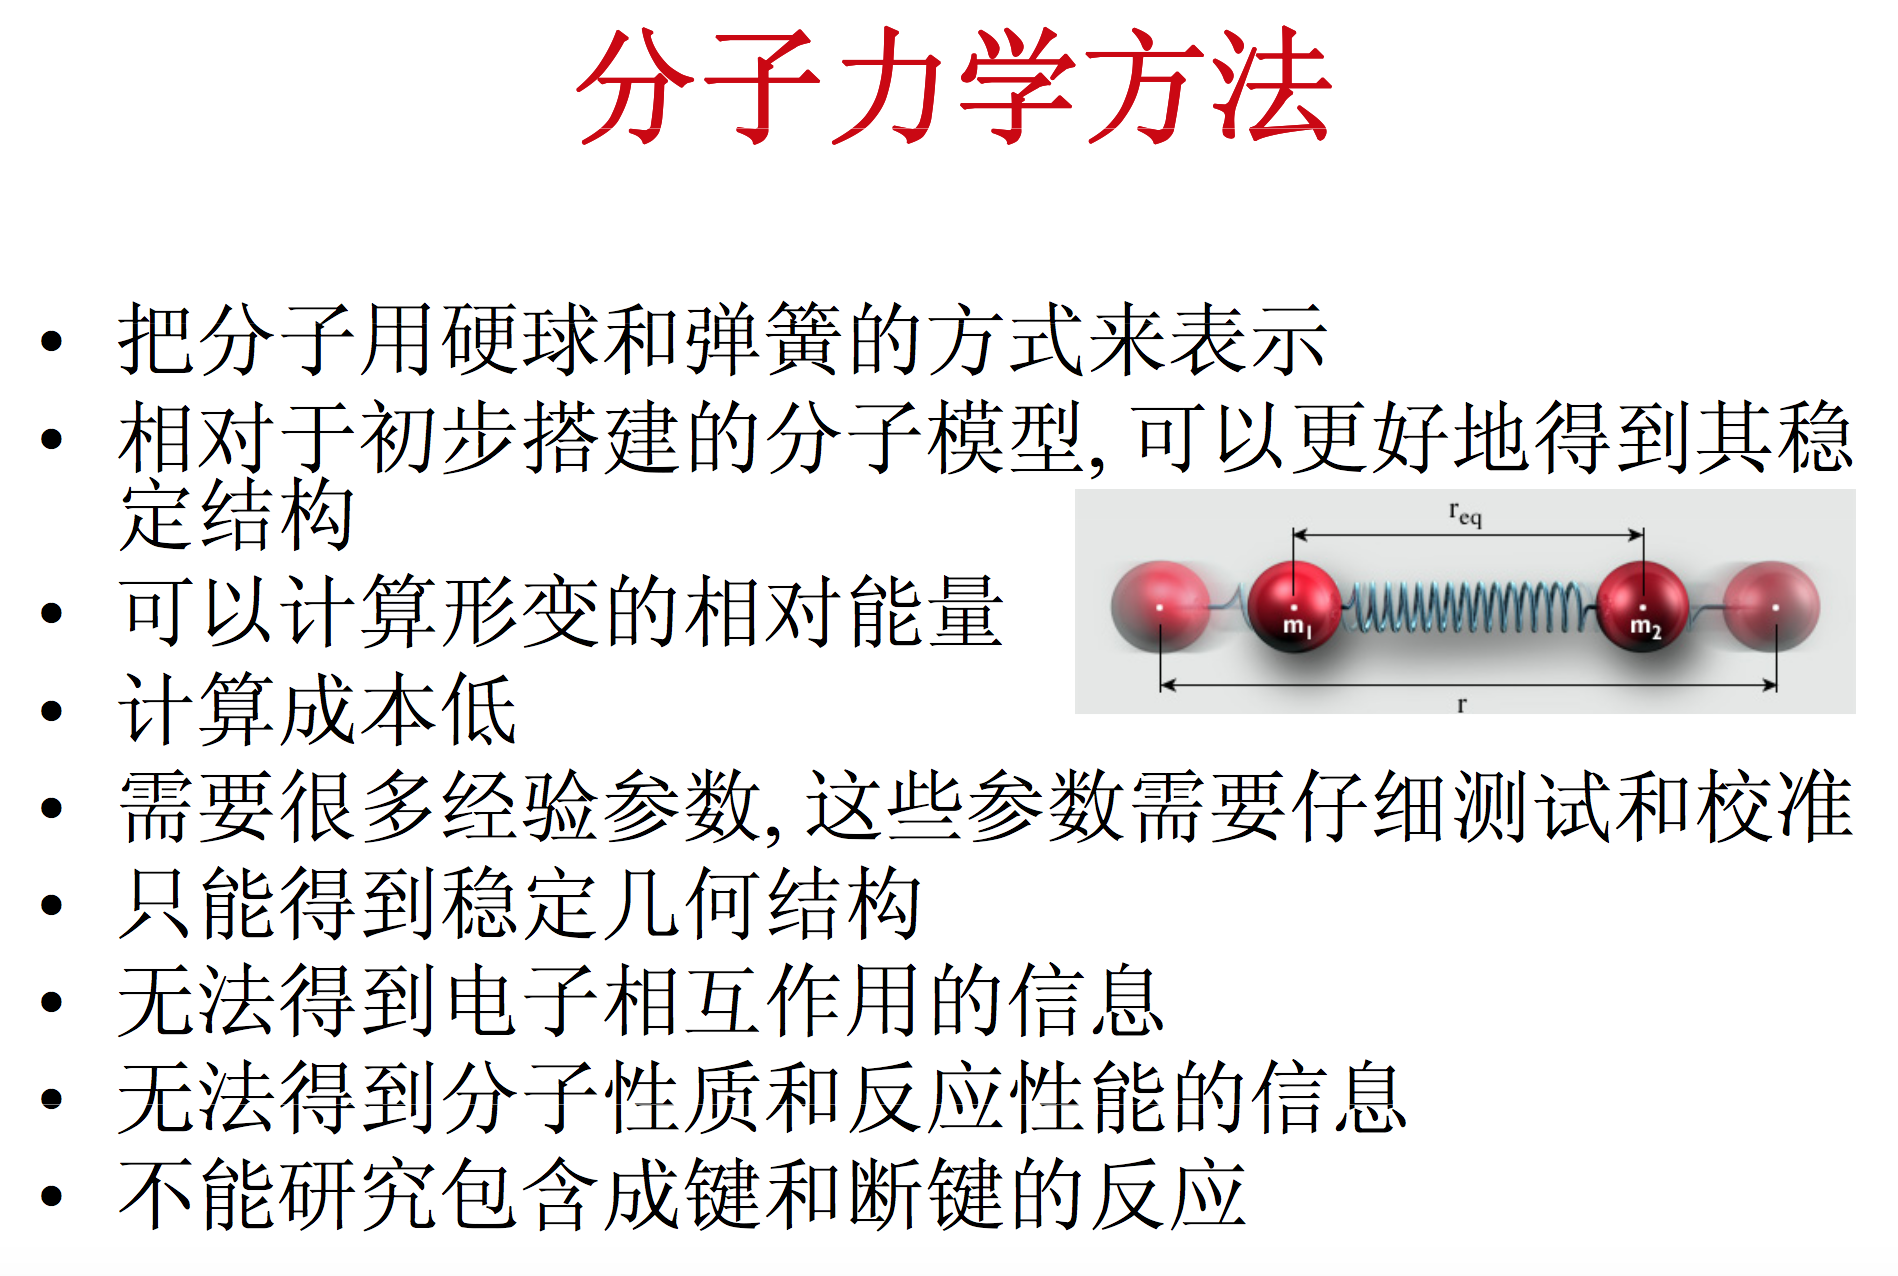 分子力学方法
• 把分子用硬球和弹簧的方式来表示
• 相对于初步搭建的分子模型, 可以更好地得到其稳
定结构
• 可以计算形变的相对能量
• 计算成本低
• 需要很多经验参数, 这些参数需要仔细测试和校准
• 只能得到稳定几何结构
• 无法得到电子相互作用的信息
• 无法得到分子性质和反应性能的信息
• 不能研究包含成键和断键的反应
req
m1 m2
r